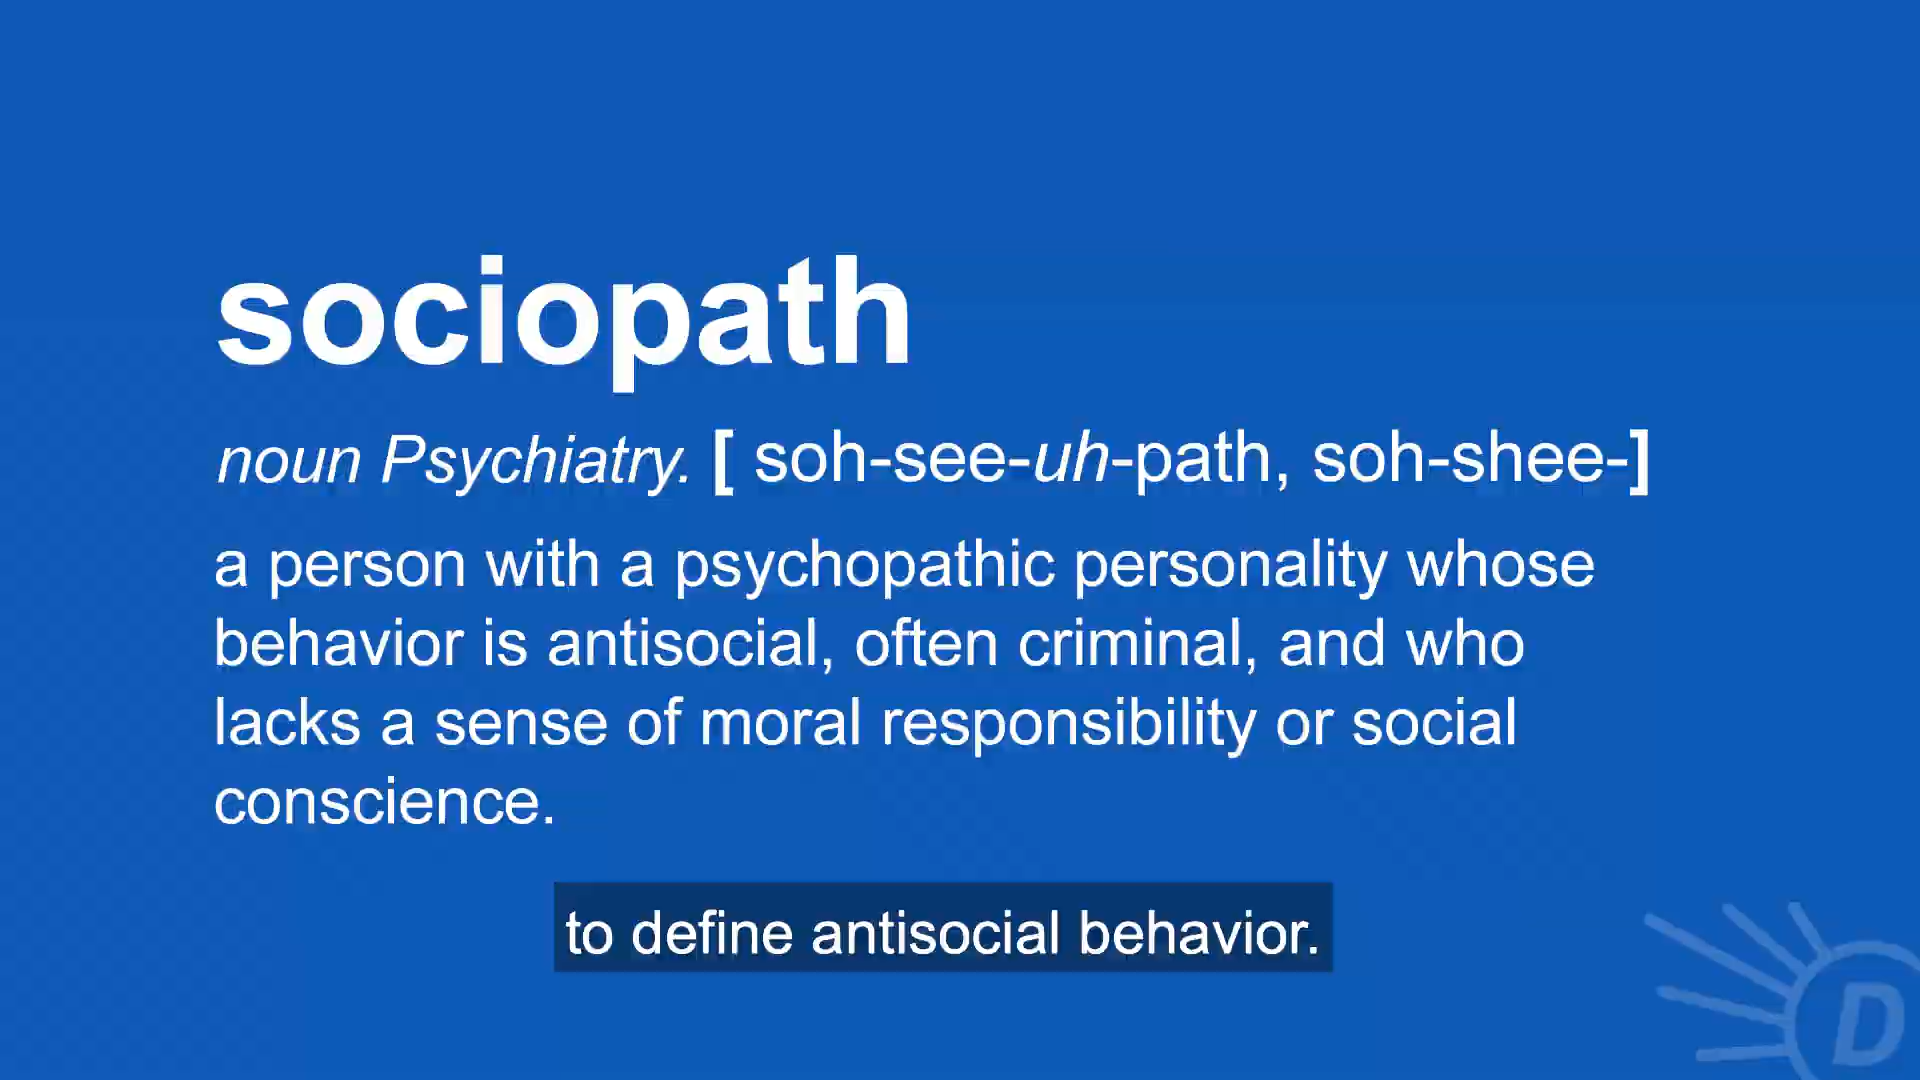 sociopath
noun Psychiatry. [ soh-see-uh-path, soh-shee-]
a person with a psychopathic personality whose
behavior is antisocial, often criminal, and who
lacks a sense of moral responsibility or social
conscience.
to define antisocial behavior.
D